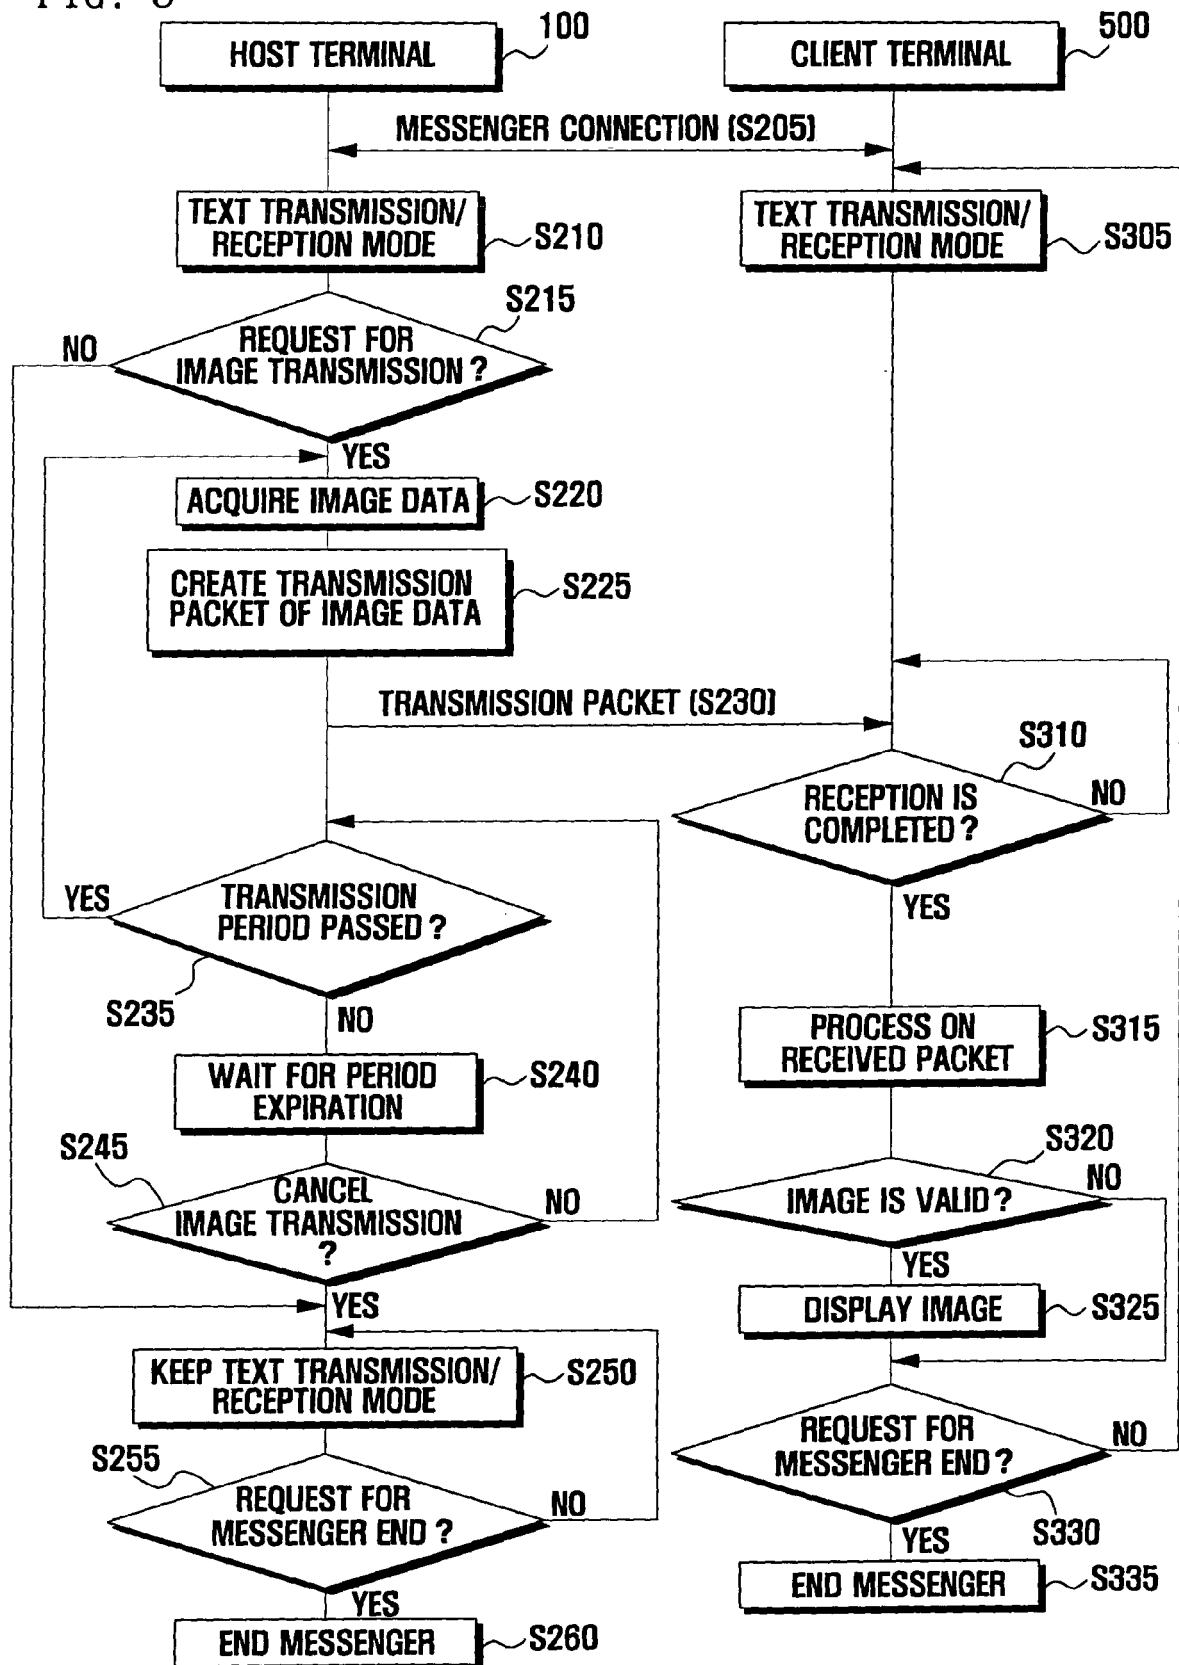 HOST TERMINAL
100
CLIENT TERMINAL
500
MESSENGER CONNECTION (S205)
TEXT TRANSMISSION/
RECEPTION MODE
S210
TEXT TRANSMISSION/
RECEPTION MODE
S305
S215
REQUEST FOR
IMAGE TRANSMISSION ?
NO
YES
ACQUIRE IMAGE DATA
S220
CREATE TRANSMISSION
PACKET OF IMAGE DATA
S225
TRANSMISSION PACKET (S230)
S310
RECEPTION IS
COMPLETED ?
NO
YES
TRANSMISSION
PERIOD PASSED ?
YES
S235
NO
PROCESS ON
RECEIVED PACKET
S315
WAIT FOR PERIOD
EXPIRATION
S240
S245
CANCEL
IMAGE TRANSMISSION
?
NO
YES
S320
IMAGE IS VALID ?
NO
YES
DISPLAY IMAGE
S325
KEEP TEXT TRANSMISSION/
RECEPTION MODE
S250
S255
REQUEST FOR
MESSENGER END ?
NO
YES
REQUEST FOR
MESSENGER END ?
NO
S330
YES
END MESSENGER
S335
END MESSENGER
S260